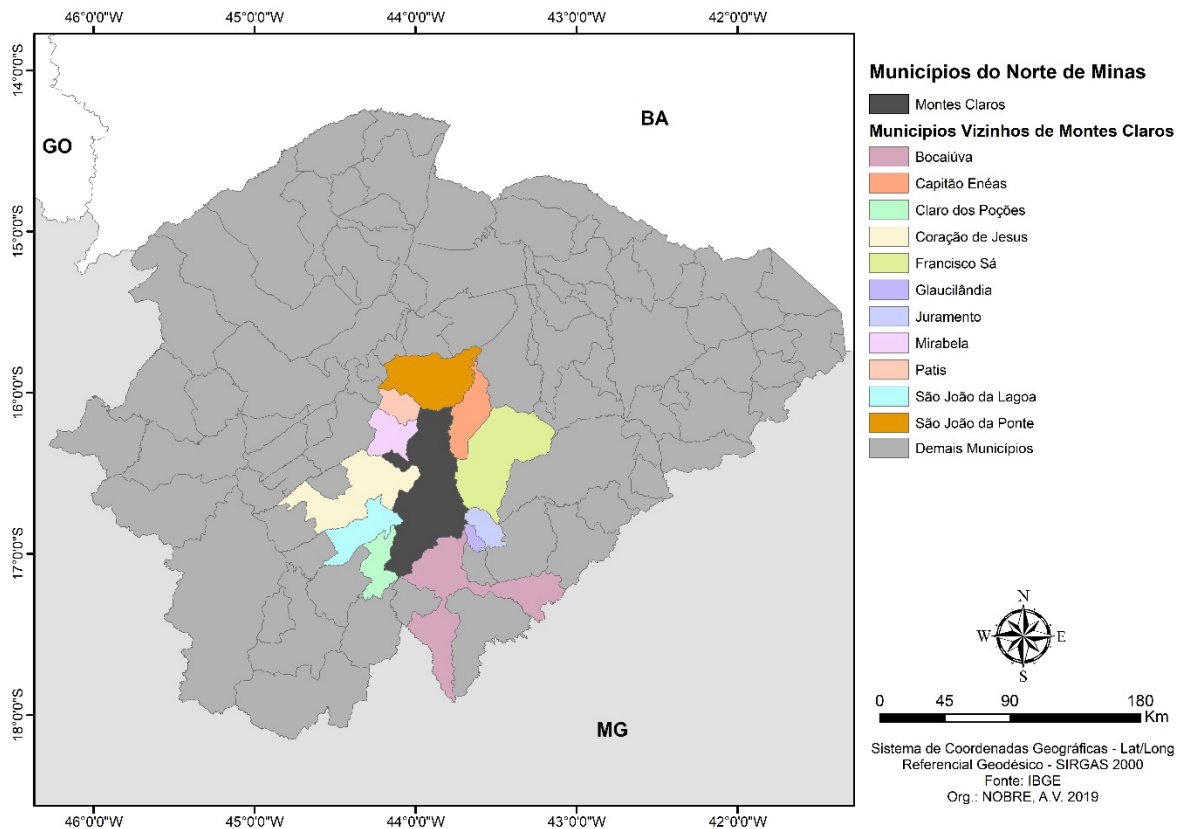 46°0'0"W 45°0'0"W 44°0'0"W 43°0'0"W 42°0'0"W
14°0'0"S
15°0'0"S
16°0'0"S
17°0'0"S
18°0'0"S
GO
BA
MG
46°0'0"W 45°0'0"W 44°0'0"W 43°0'0"W 42°0'0"W
Municípios do Norte de Minas
Montes Claros
Municipios Vizinhos de Montes Claros
Bocaiúva
Capitão Enéas
Claro dos Poções
Coração de Jesus
Francisco Sá
Glaucilândia
Juramento
Mirabela
Patis
São João da Lagoa
São João da Ponte
Demais Municípios
N
W E
S
0 45 90 180
Km
Sistema de Coordenadas Geográficas - Lat/Long
Referencial Geodésico - SIRGAS 2000
Fonte: IBGE
Org.: NOBRE, A.V. 2019